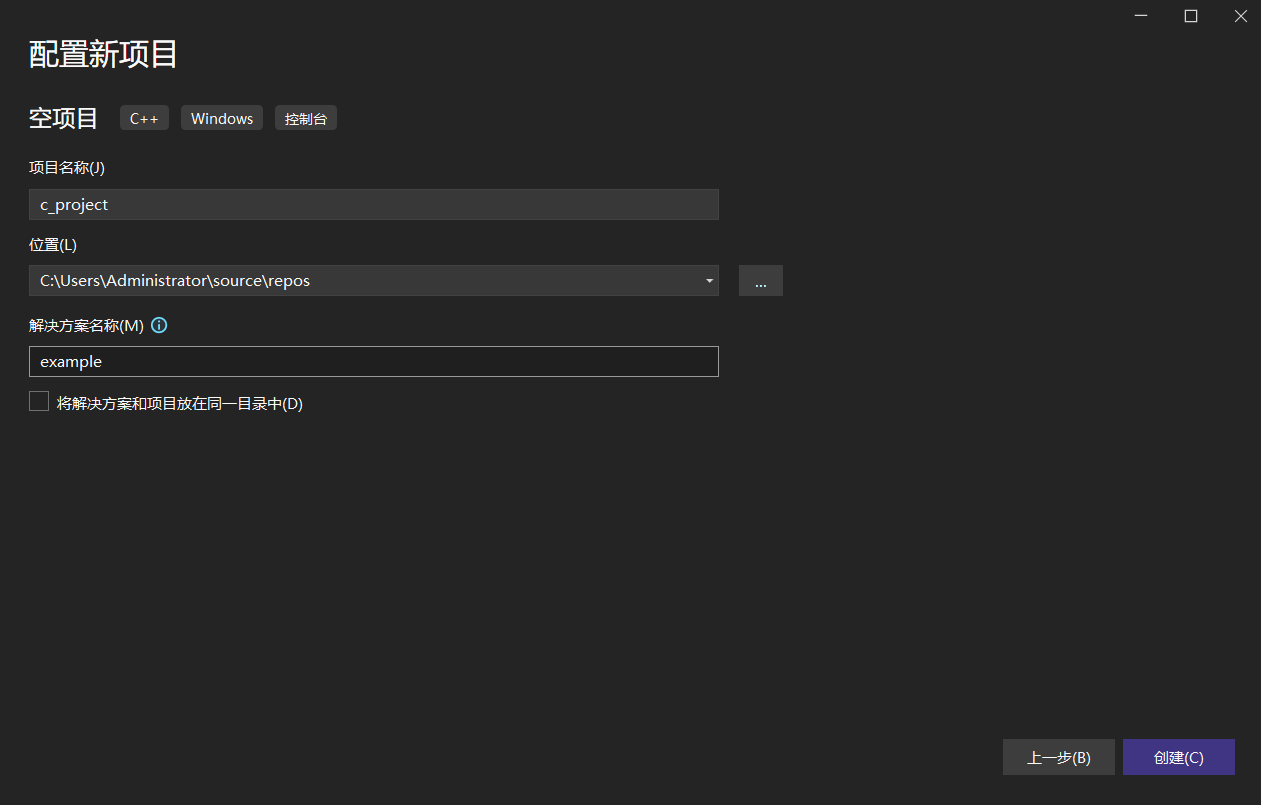 配置新项目
空项目 C++ Windows 控制台
项目名称(J)
c_project
位置(L)
C:\Users\Administrator\source\repos
...
解决方案名称(M)
example
将解决方案和项目放在同一目录中(D)
上一步(B) 创建(C)